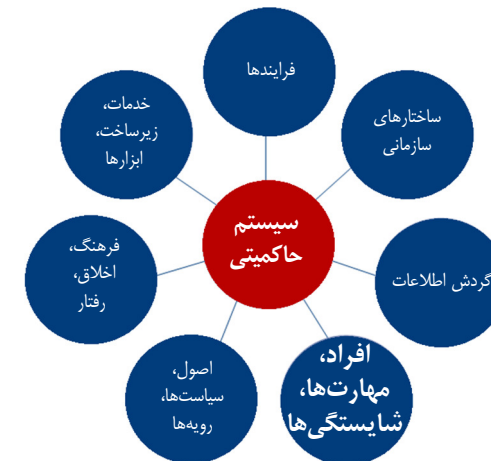 فرایندها
ساختارهای
سازمانی
گردش اطلاعات
افراد،
مهارت‌ها،
شایستگی‌ها
اصول،
سیاست‌ها،
رویه‌ها
فرهنگ،
اخلاق،
رفتار
خدمات،
زیرساخت،
ابزارها
سیستم
حاکمیتی